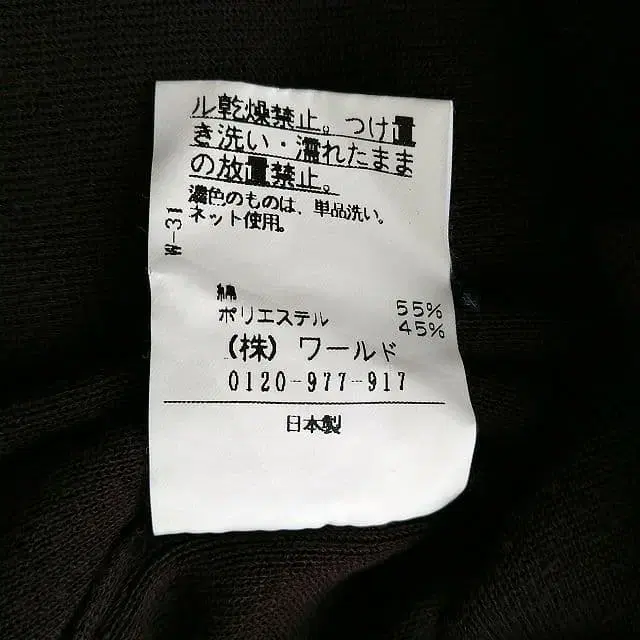 ル乾燥禁止。つけ置
き洗い・濡れたまま
の放置禁止。
濃色のものは、単品洗い。
ネット使用。
W-31
綿 55%
ポリエステル 45%
(株) ワールド
0120-977-917
日本製